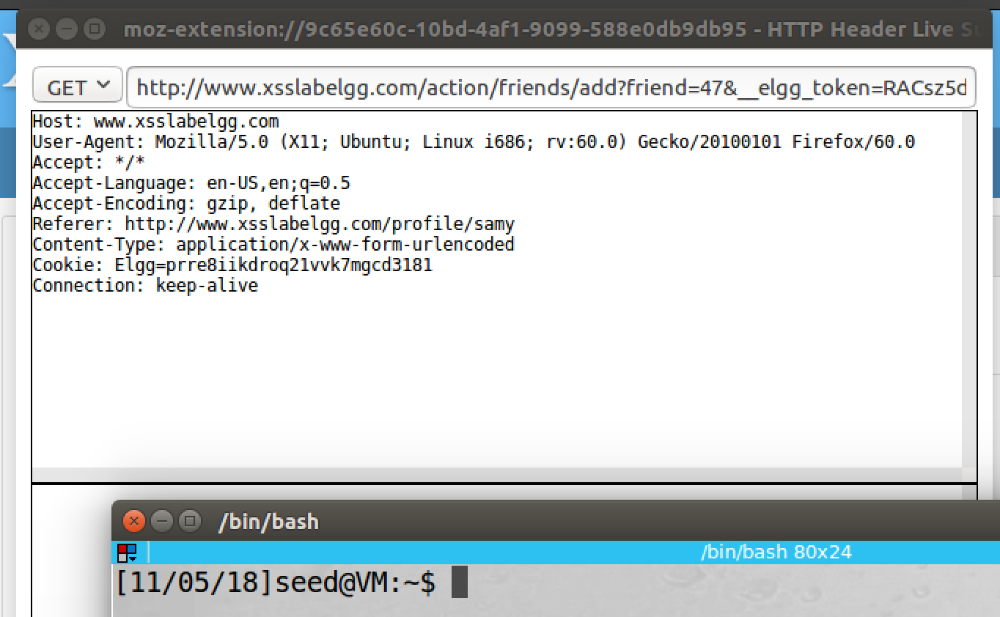 moz-extension://9c65e60c-10bd-4af1-9099-588e0db9db95 - HTTP Header Live
GET http://www.xsslabelgg.com/action/friends/add?friend=47&__elgg_token=RACsz5d
Host: www.xsslabelgg.com
User-Agent: Mozilla/5.0 (X11; Ubuntu; Linux i686; rv:60.0) Gecko/20100101 Firefox/60.0
Accept: */*
Accept-Language: en-US,en;q=0.5
Accept-Encoding: gzip, deflate
Referer: http://www.xsslabelgg.com/profile/samy
Content-Type: application/x-www-form-urlencoded
Cookie: Elgg=prre8iikdroq21vvk7mgcd3181
Connection: keep-alive
/bin/bash
/bin/bash 80x24
[11/05/18]seed@VM:~$